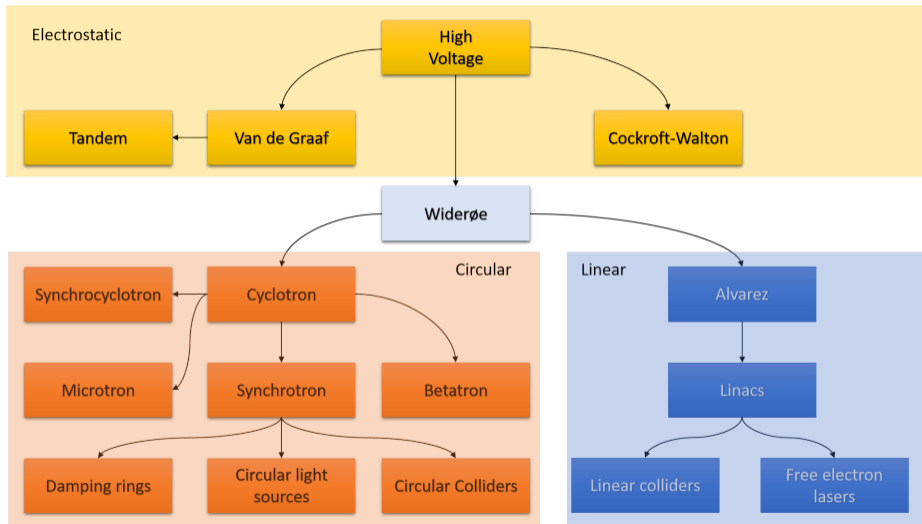 Electrostatic
High
Voltage
Tandem
Van de Graaf
Cockroft-Walton
Widerøe
Circular
Linear
Synchrocyclotron
Cyclotron
Alvarez
Microtron
Synchrotron
Betatron
Linacs
Damping rings
Circular light
sources
Circular Colliders
Linear colliders
Free electron
lasers